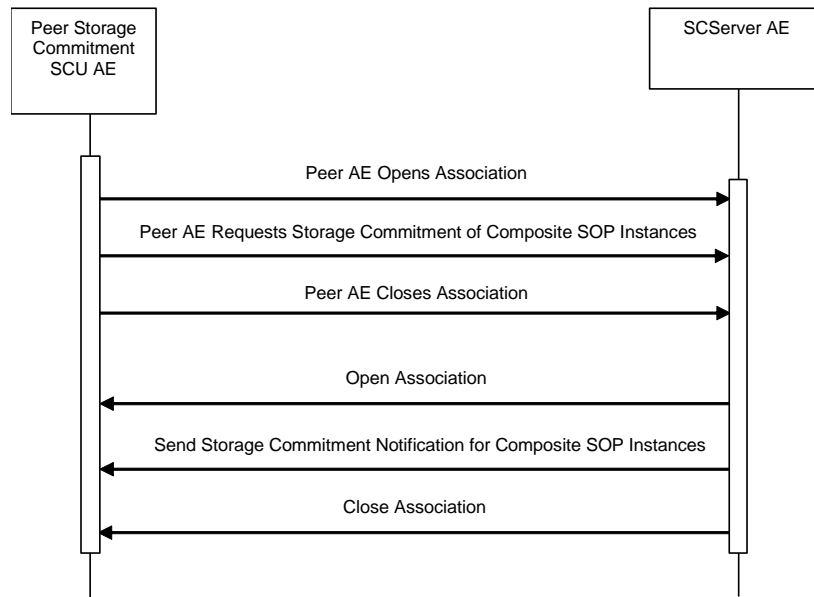 Peer Storage
Commitment
SCU AE
SCServer AE
Peer AE Opens Association
Peer AE Requests Storage Commitment of Composite SOP Instances
Peer AE Closes Association
Open Association
Send Storage Commitment Notification for Composite SOP Instances
Close Association